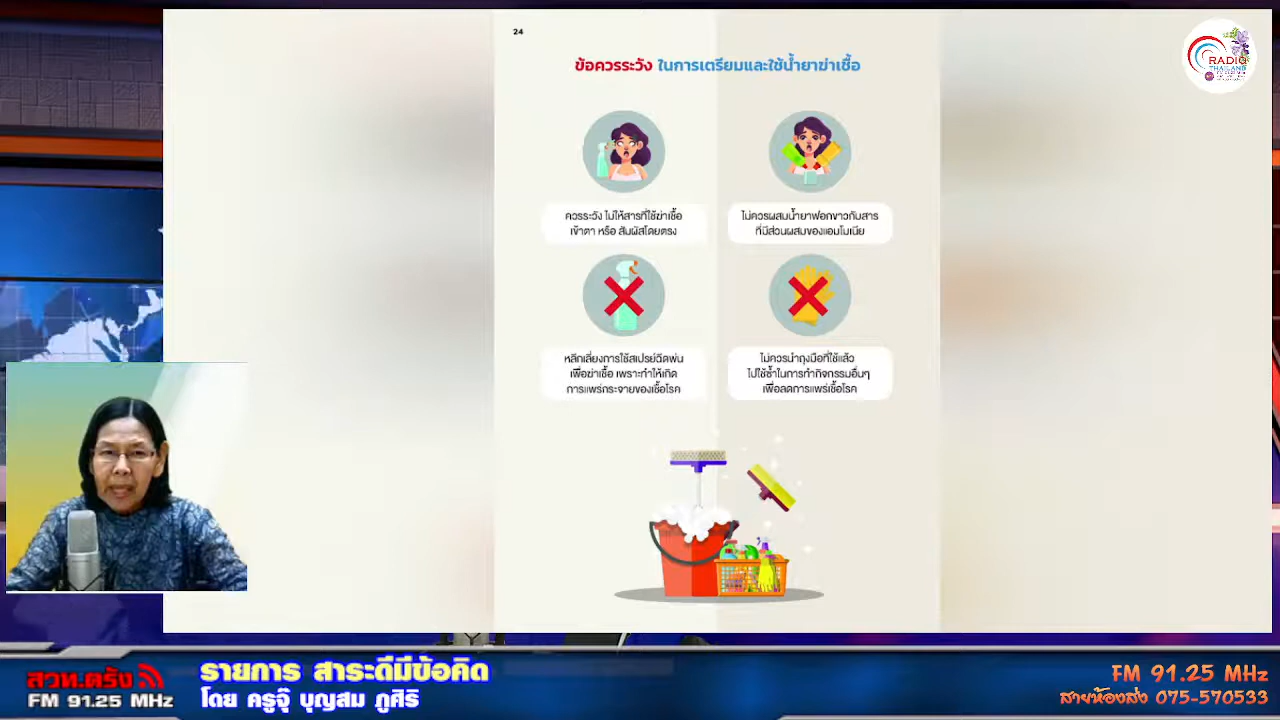 24
ข้อควรระวัง ในการเตรียมและใช้น้ำยาฆ่าเชื้อ
RADIO
THAILAND
ควรระวัง ไม่ให้สารที่ใช้ฆ่าเชื้อ
เข้าตา หรือ สัมผัสโดยตรง
ไม่ควรผสมน้ำยาฟอกขาวกับสาร
ที่มีส่วนผสมของแอมโมเนีย
หลีกเลี่ยงการใช้สเปรย์ฉีดพ่น
เพื่อฆ่าเชื้อ เพราะทำให้เกิด
การแพร่กระจายของเชื้อโรค
ไม่ควรนำถุงมือที่ใช้แล้ว
ไปใช้ซ้ำในการทำกิจกรรมอื่นๆ
เพื่อลดการแพร่เชื้อโรค
สวท.ตรัง
FM 91.25 MHz
รายการ สาระดีมีข้อคิด
โดย ครูจุ๊ บุญสม ภูศิริ
FM 91.25 MHz
สายห้องส่ง 075-570533